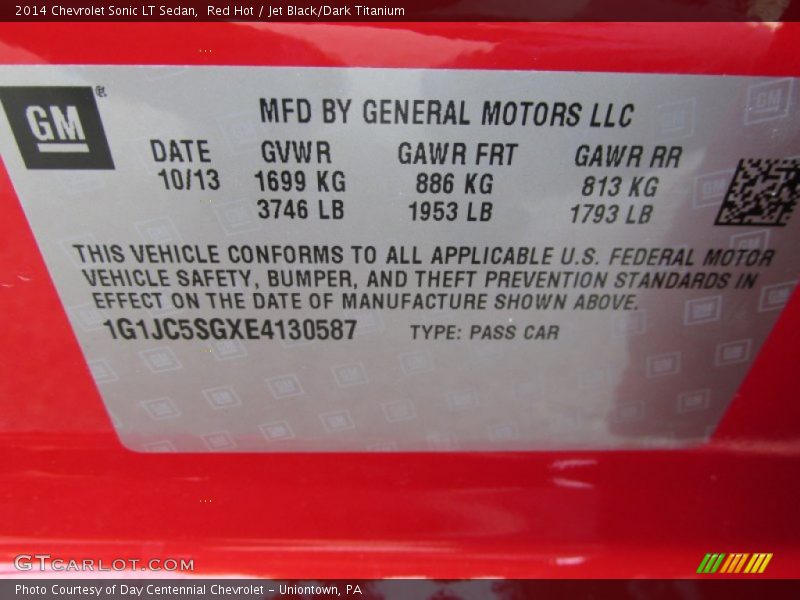 2014 Chevrolet Sonic LT Sedan,  Red Hot / Jet Black/Dark Titanium
GM®
MFD BY GENERAL MOTORS LLC
DATE GVWR GAWR FRT GAWR RR
10/13 1699 KG 886 KG 813 KG
3746 LB 1953 LB 1793 LB
THIS VEHICLE CONFORMS TO ALL APPLICABLE U.S. FEDERAL MOTOR
VEHICLE SAFETY, BUMPER, AND THEFT PREVENTION STANDARDS IN
EFFECT ON THE DATE OF MANUFACTURE SHOWN ABOVE.
1G1JC5SGXE4130587 TYPE: PASS CAR
GTCARLOT.COM
Photo Courtesy of Day Centennial Chevrolet - Uniontown, PA